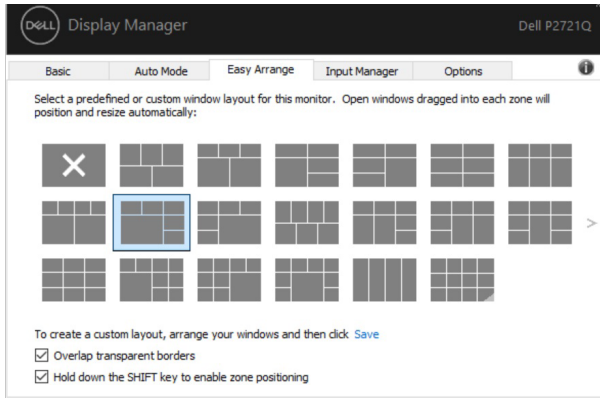 DELL Display Manager Dell P2721Q
Basic Auto Mode Easy Arrange Input Manager Options
Select a predefined or custom window layout for this monitor. Open windows dragged into each zone will
position and resize automatically:
To create a custom layout, arrange your windows and then click Save
Overlap transparent borders
Hold down the SHIFT key to enable zone positioning